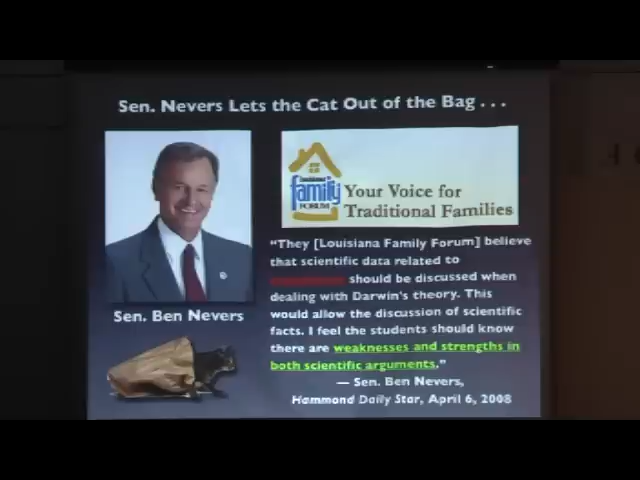 Sen. Nevers Lets the Cat Out of the Bag . . .
Louisiana
family
FORUM
Your Voice for
Traditional Families
"They [Louisiana Family Forum] believe
that scientific data related to
should be discussed when
dealing with Darwin's theory. This
would allow the discussion of scientific
facts. I feel the students should know
there are weaknesses and strengths in
both scientific arguments."
— Sen. Ben Nevers,
Hammond Daily Star, April 6, 2008
Sen. Ben Nevers